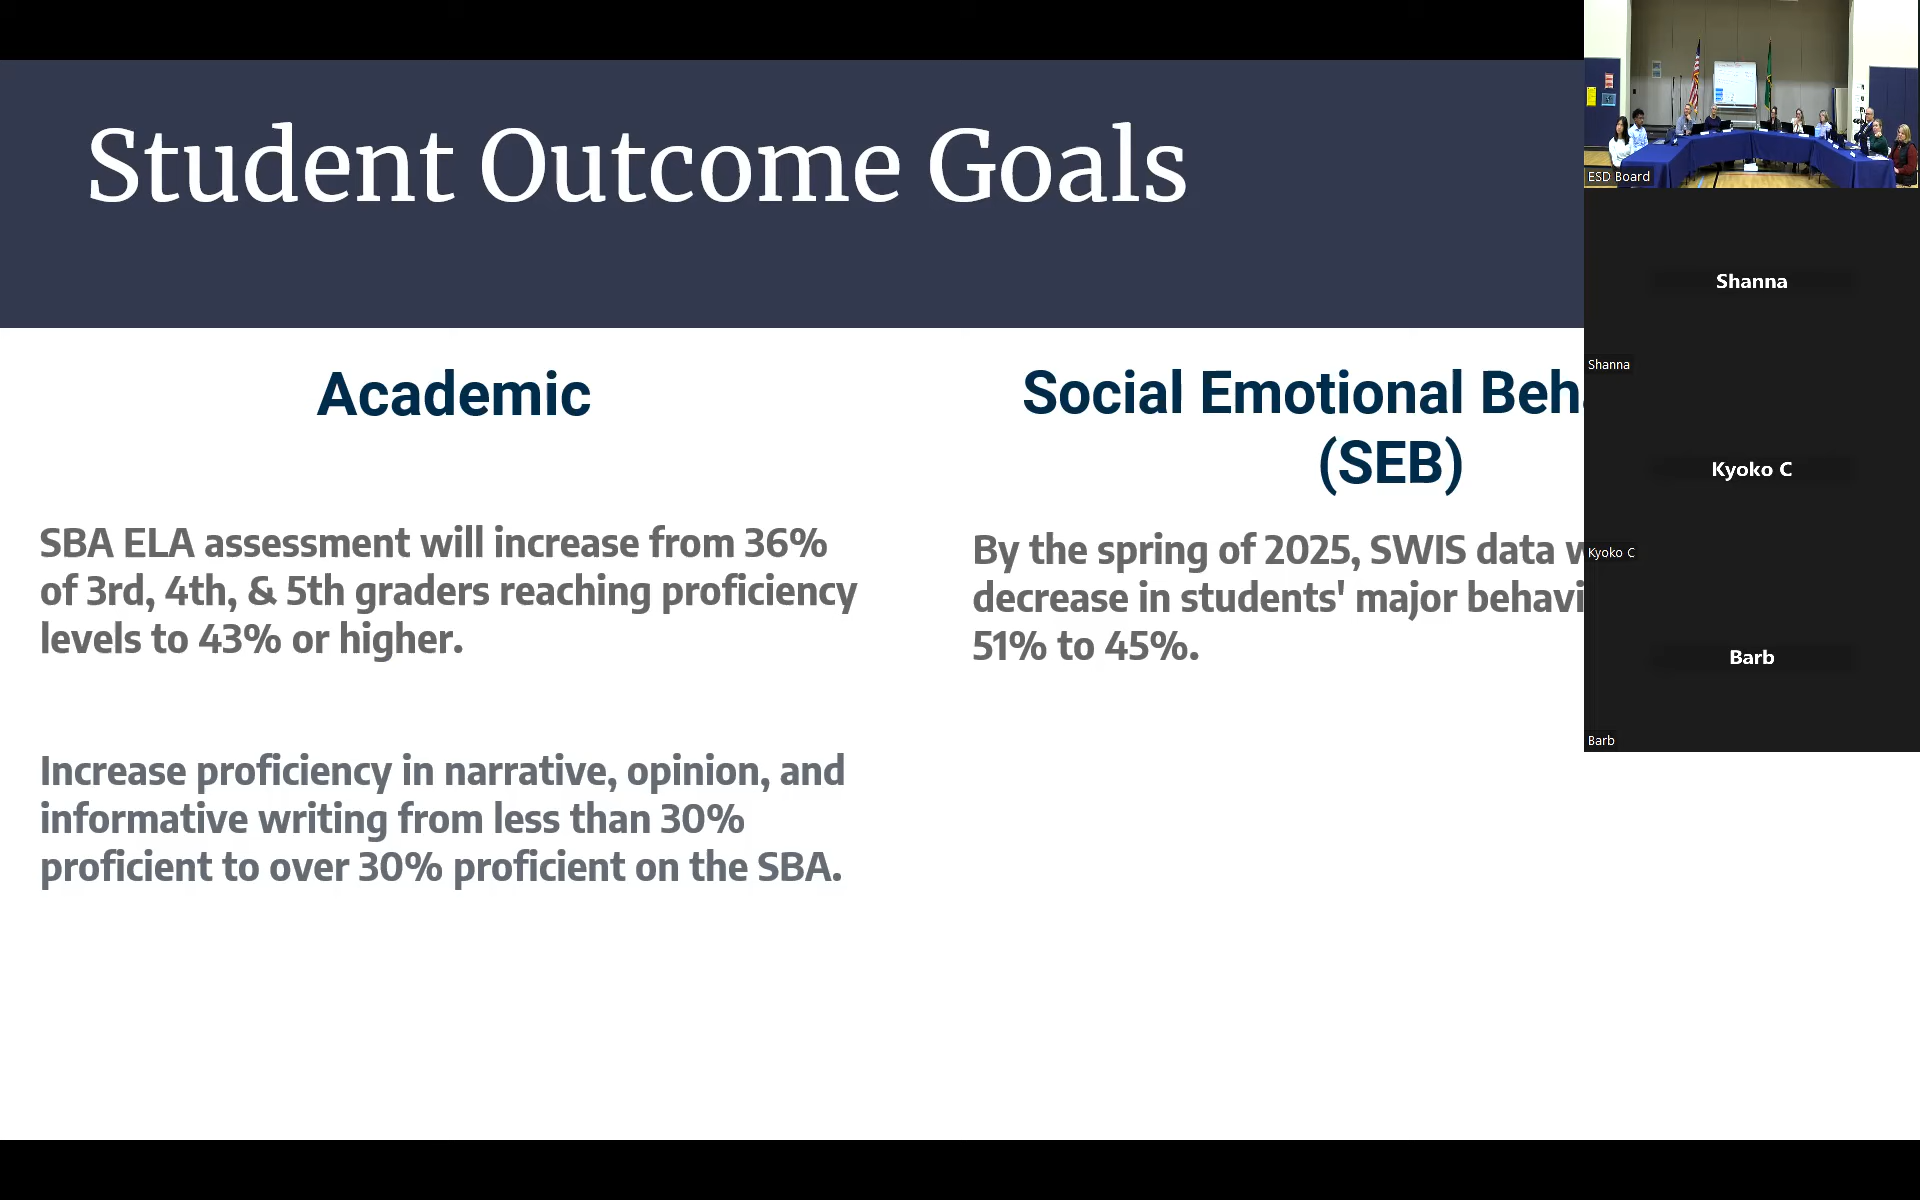 Student Outcome Goals
Academic
SBA ELA assessment will increase from 36%
of 3rd, 4th, & 5th graders reaching proficiency
levels to 43% or higher.
Increase proficiency in narrative, opinion, and
informative writing from less than 30%
proficient to over 30% proficient on the SBA.
Social Emotional Beh
(SEB)
By the spring of 2025, SWIS data
decrease in students' major behavi
51% to 45%.
ESD Board
Shanna
Shanna
Kyoko C
Kyoko C
Barb
Barb